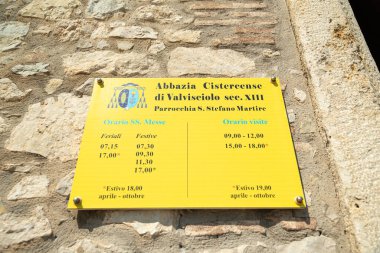 Abbazia Cistercense
di Valvisciolo sec. XIII
Parrocchia S. Stefano Martire
Orario SS. Messe
Feriali Festive
07,15 07,30
17,00* 09,30
11,30
17,00*
*Estivo 18,00
aprile - ottobre
Orario visite
09,00 - 12,00
15,00 - 18,00*
*Estivo 19,00
aprile - ottobre